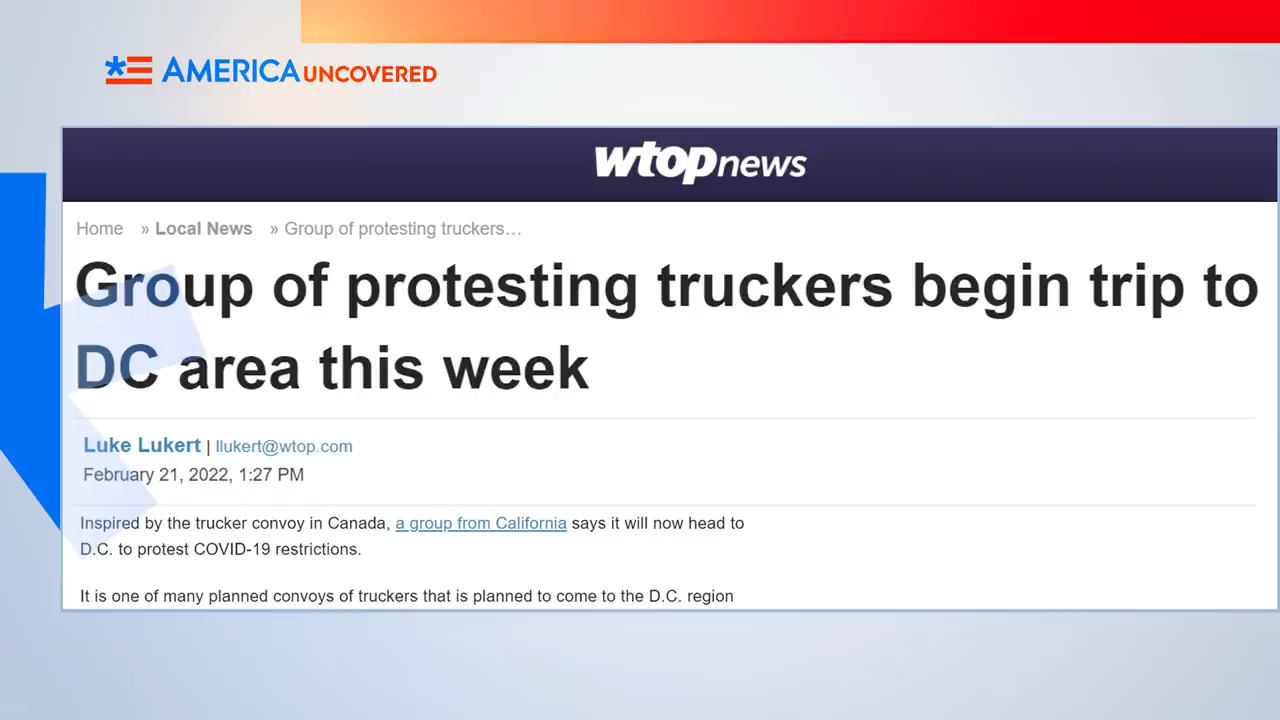 AMERICA UNCOVERED
wtopnews
Home » Local News » Group of protesting truckers…
Group of protesting truckers begin trip to
DC area this week
Luke Lukert | llukert@wtop.com
February 21, 2022, 1:27 PM
Inspired by the trucker convoy in Canada, a group from California says it will now head to
D.C. to protest COVID-19 restrictions.
It is one of many planned convoys of truckers that is planned to come to the D.C. region